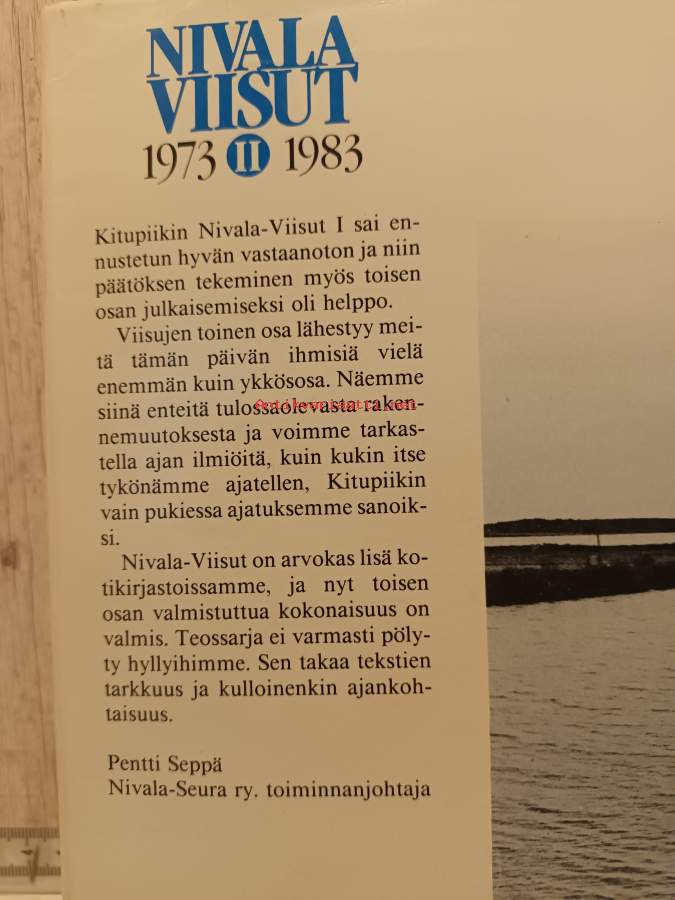 NIVALA
VIISUT
1973 II 1983
Kitupiikin Nivala-Viisut I sai en-
nustetun hyvän vastaanoton ja niin
päätöksen tekeminen myös toisen
osan julkaisemiseksi oli helppo.
Viisujen toinen osa lähestyy mei-
tä tämän päivän ihmisiä vielä
enemmän kuin ykkösosa. Näemme
siinä enteitä tulossaolevasta raken-
Antikvariaatti.net
nemuutoksesta ja voimme tarkas-
tella ajan ilmiöitä, kuin kukin itse
tykönämme ajatellen, Kitupiikin
vain pukiessa ajatuksemme sanoik-
si.
Nivala-Viisut on arvokas lisä ko-
tikirjastoissamme, ja nyt toisen
osan valmistuttua kokonaisuus on
valmis. Teossarja ei varmasti pöly-
ty hyllyihimme. Sen takaa tekstien
tarkkuus ja kulloinenkin ajankoh-
taisuus.
Pentti Seppä
Nivala-Seura ry. toiminnanjohtaja